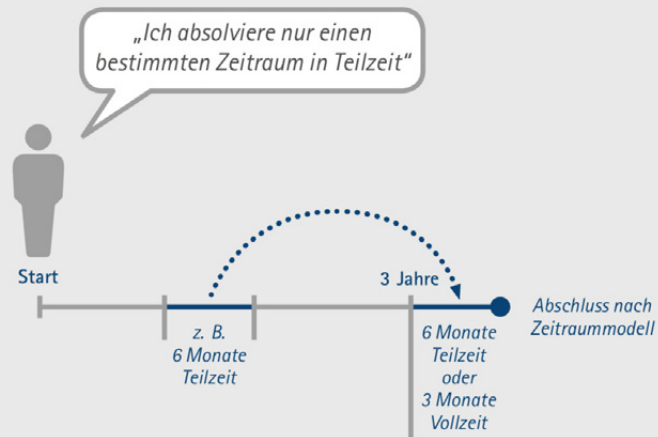 „Ich absolviere nur einen
bestimmten Zeitraum in Teilzeit“
Start
3 Jahre
z. B.
6 Monate
Teilzeit
6 Monate
Teilzeit
oder
3 Monate
Vollzeit
Abschluss nach
Zeitraummodell